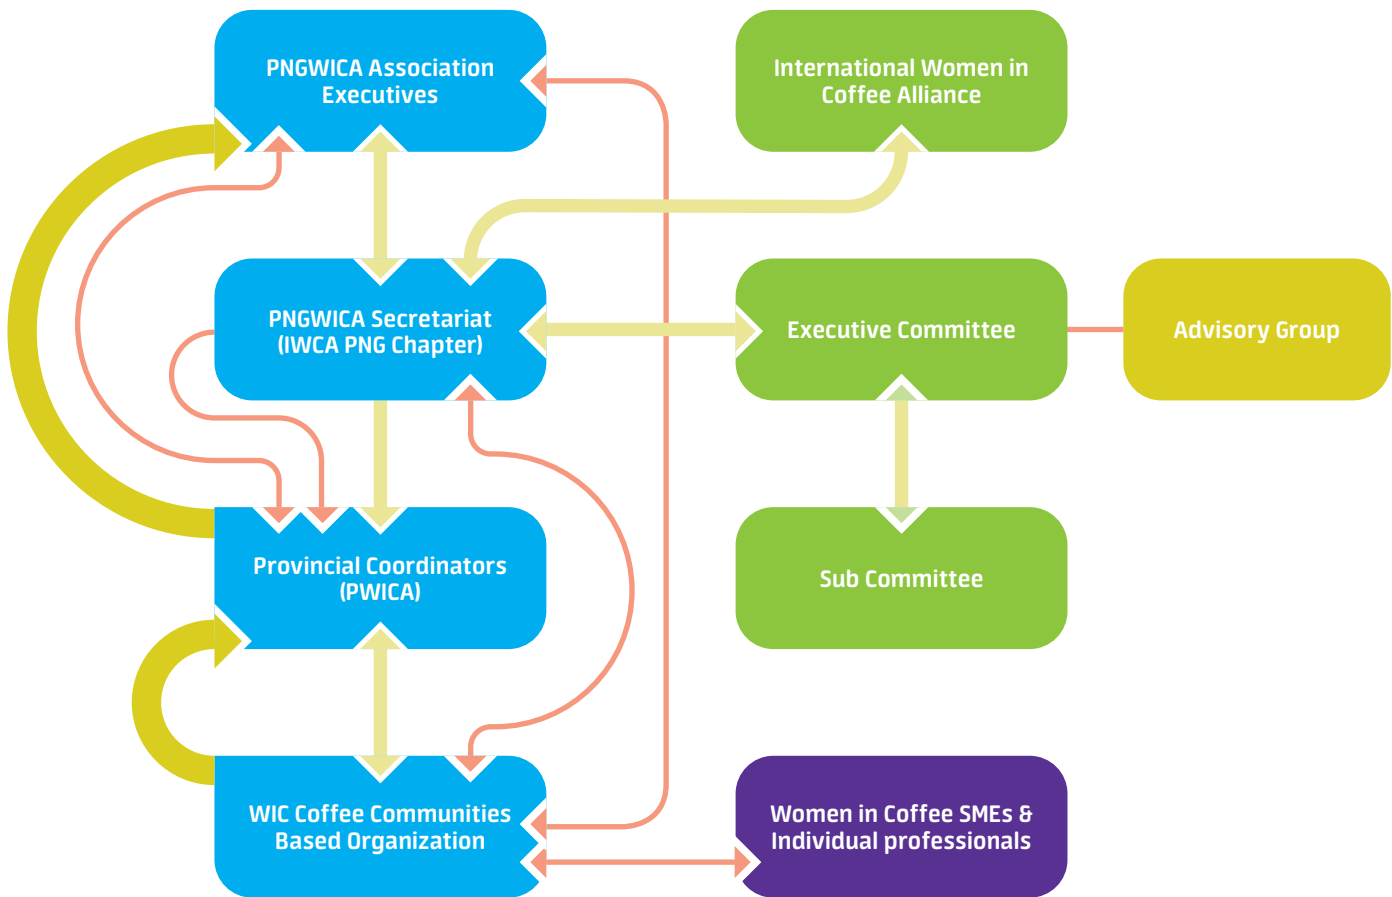 PNGWICA Association
Executives
International Women in
Coffee Alliance
PNGWICA Secretariat
(IWCA PNG Chapter)
Executive Committee
Advisory Group
Provincial Coordinators
(PWICA)
Sub Committee
WIC Coffee Communities
Based Organization
Women in Coffee SMEs &
Individual professionals